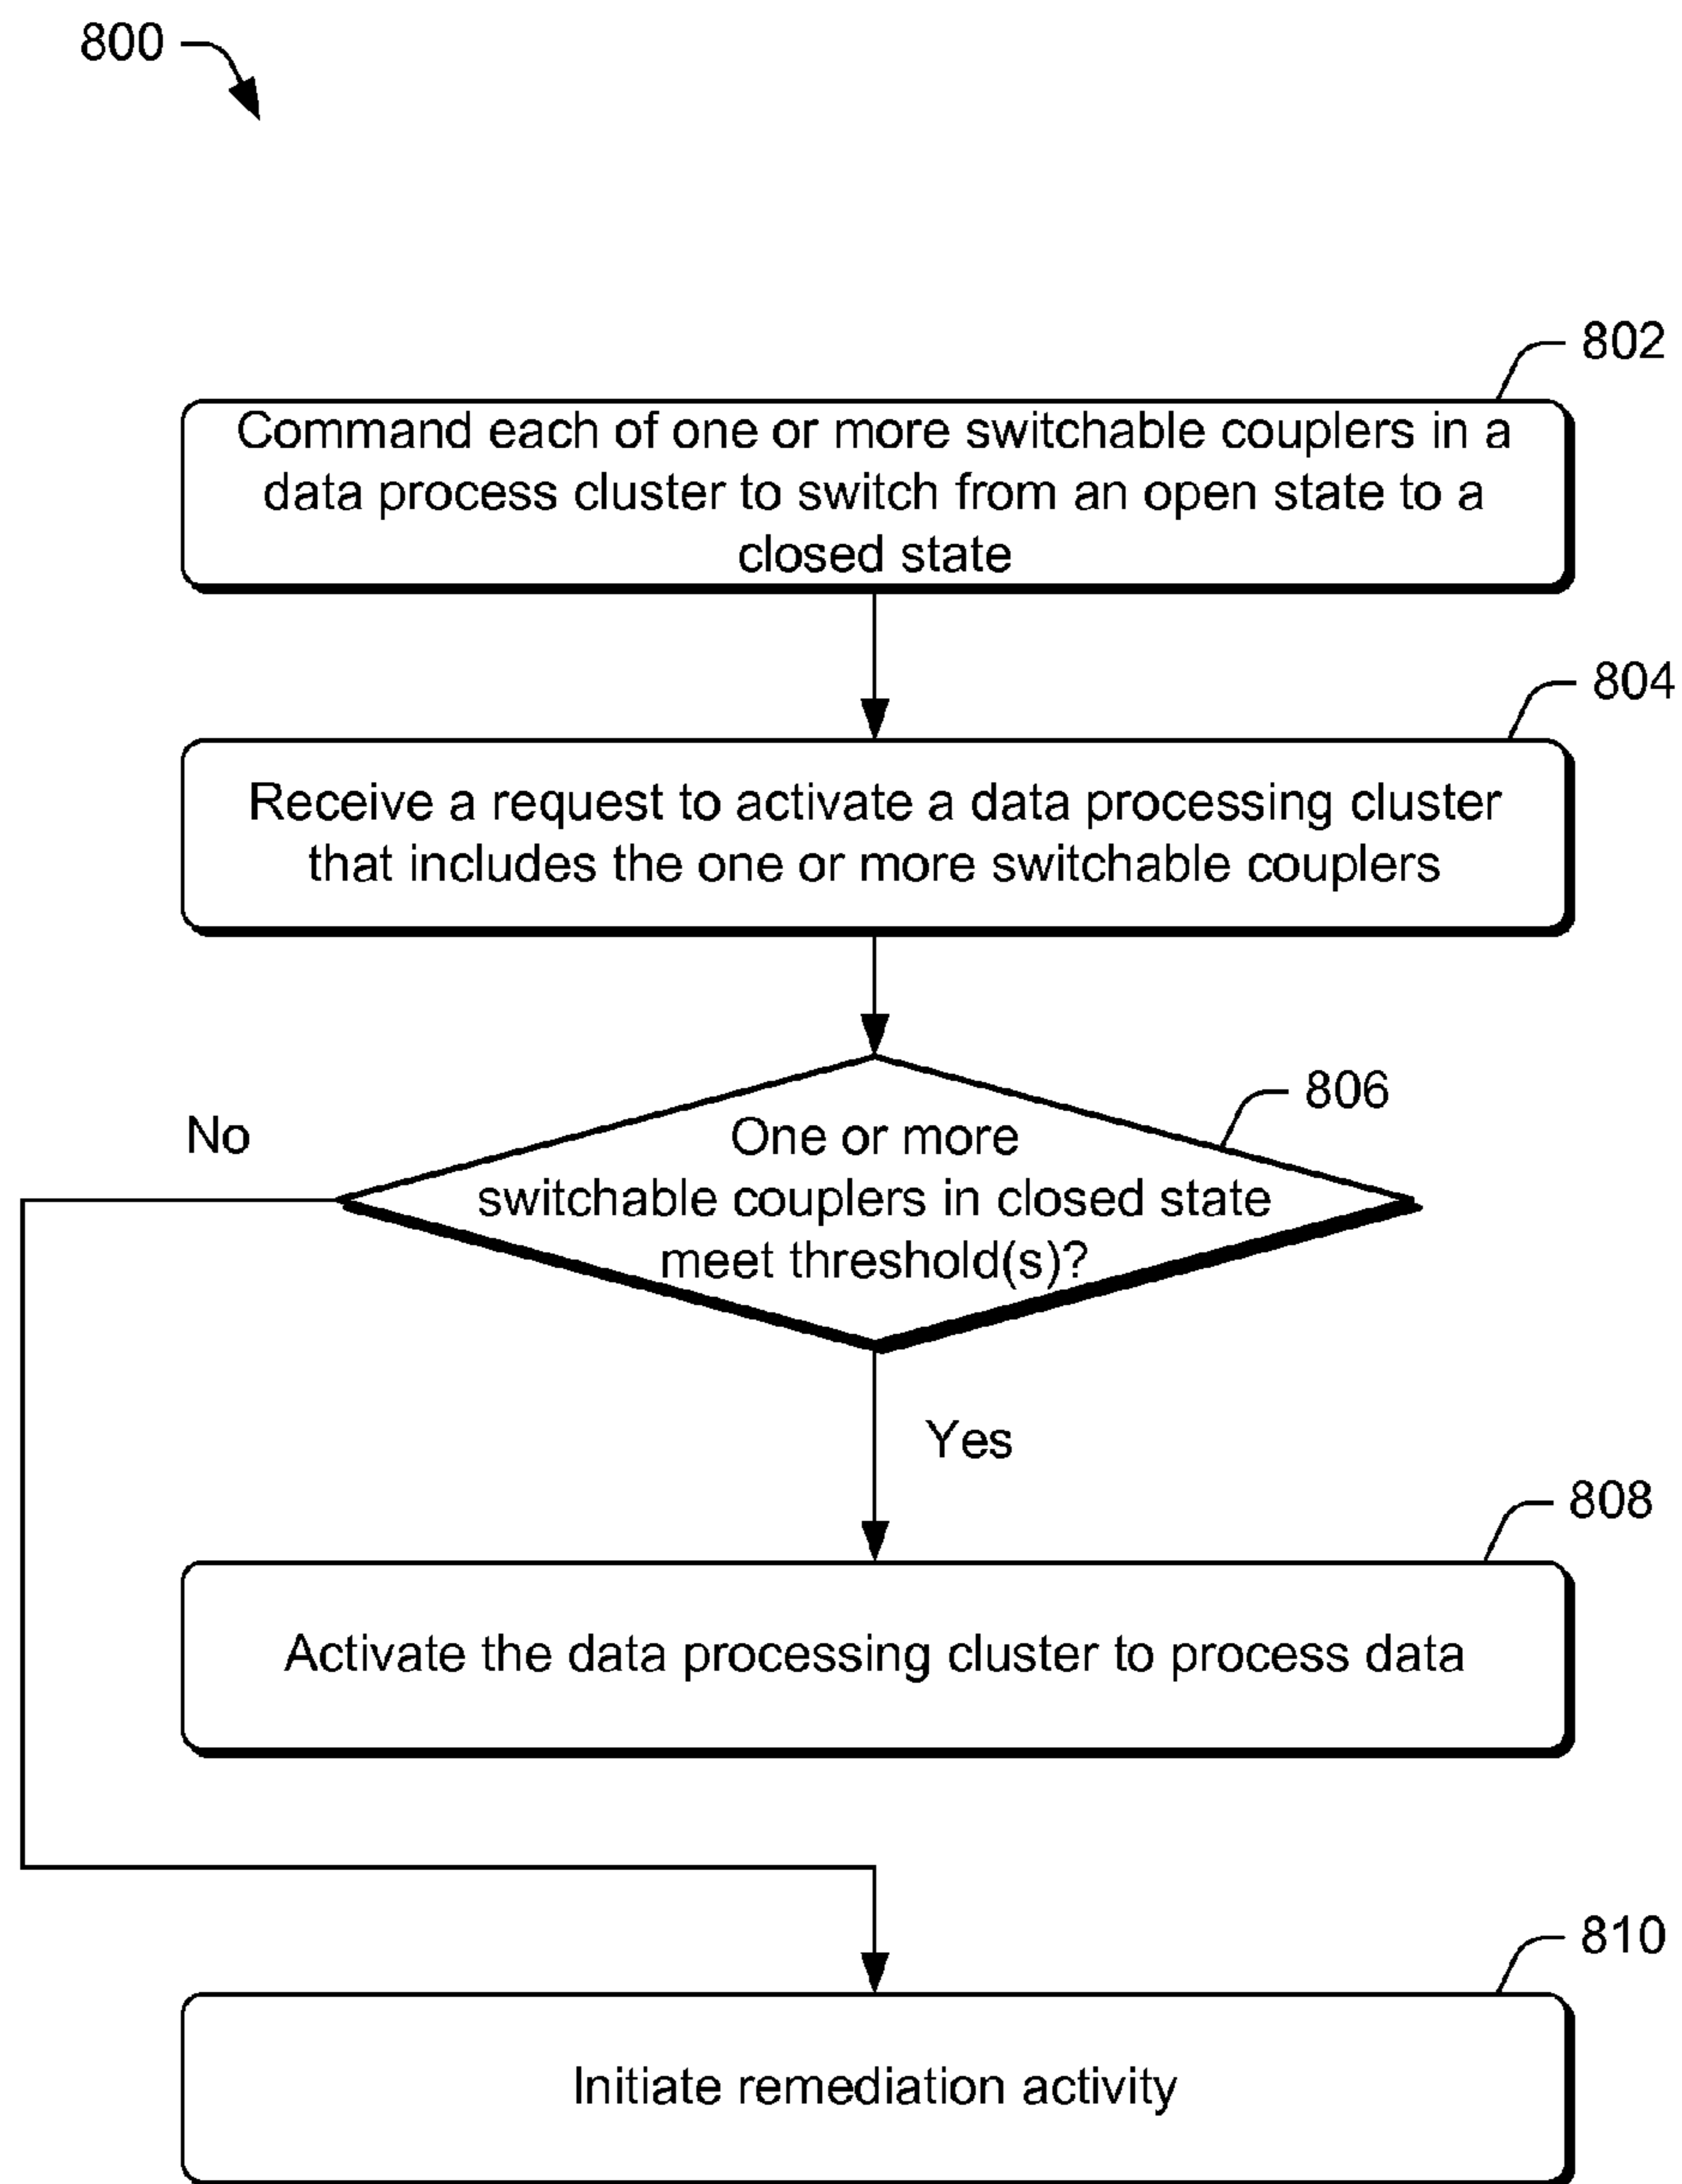 800
802
Command each of one or more switchable couplers in a
data process cluster to switch from an open state to a
closed state
804
Receive a request to activate a data processing cluster
that includes the one or more switchable couplers
806
No
One or more
switchable couplers in closed state
meet threshold(s)?
Yes
808
Activate the data processing cluster to process data
810
Initiate remediation activity